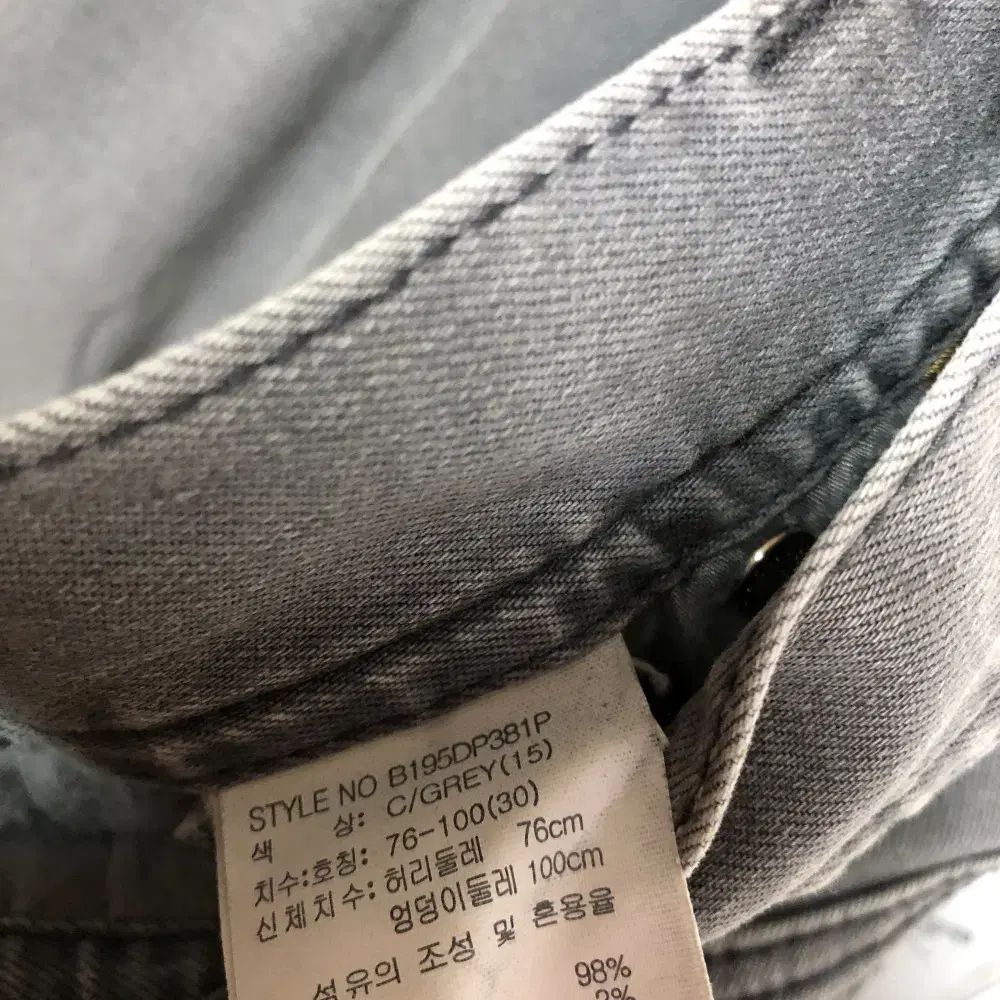 STYLE NO B195DP381P
색 상: C/GREY(15)
치수:호칭: 76-100(30)
신체치수: 허리둘레 76cm
엉덩이둘레 100cm
섬유의 조성 및 혼용율
98%
2%